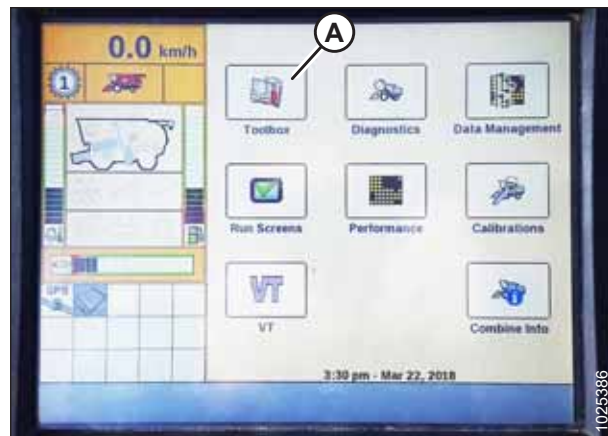 A
0.0 km/h
1
Toolbox
Diagnostics
Data Management
Run Screens
Performance
Calibrations
GPS
VT
VT
Combine Info
3:30 pm - Mar 22, 2018
1025386